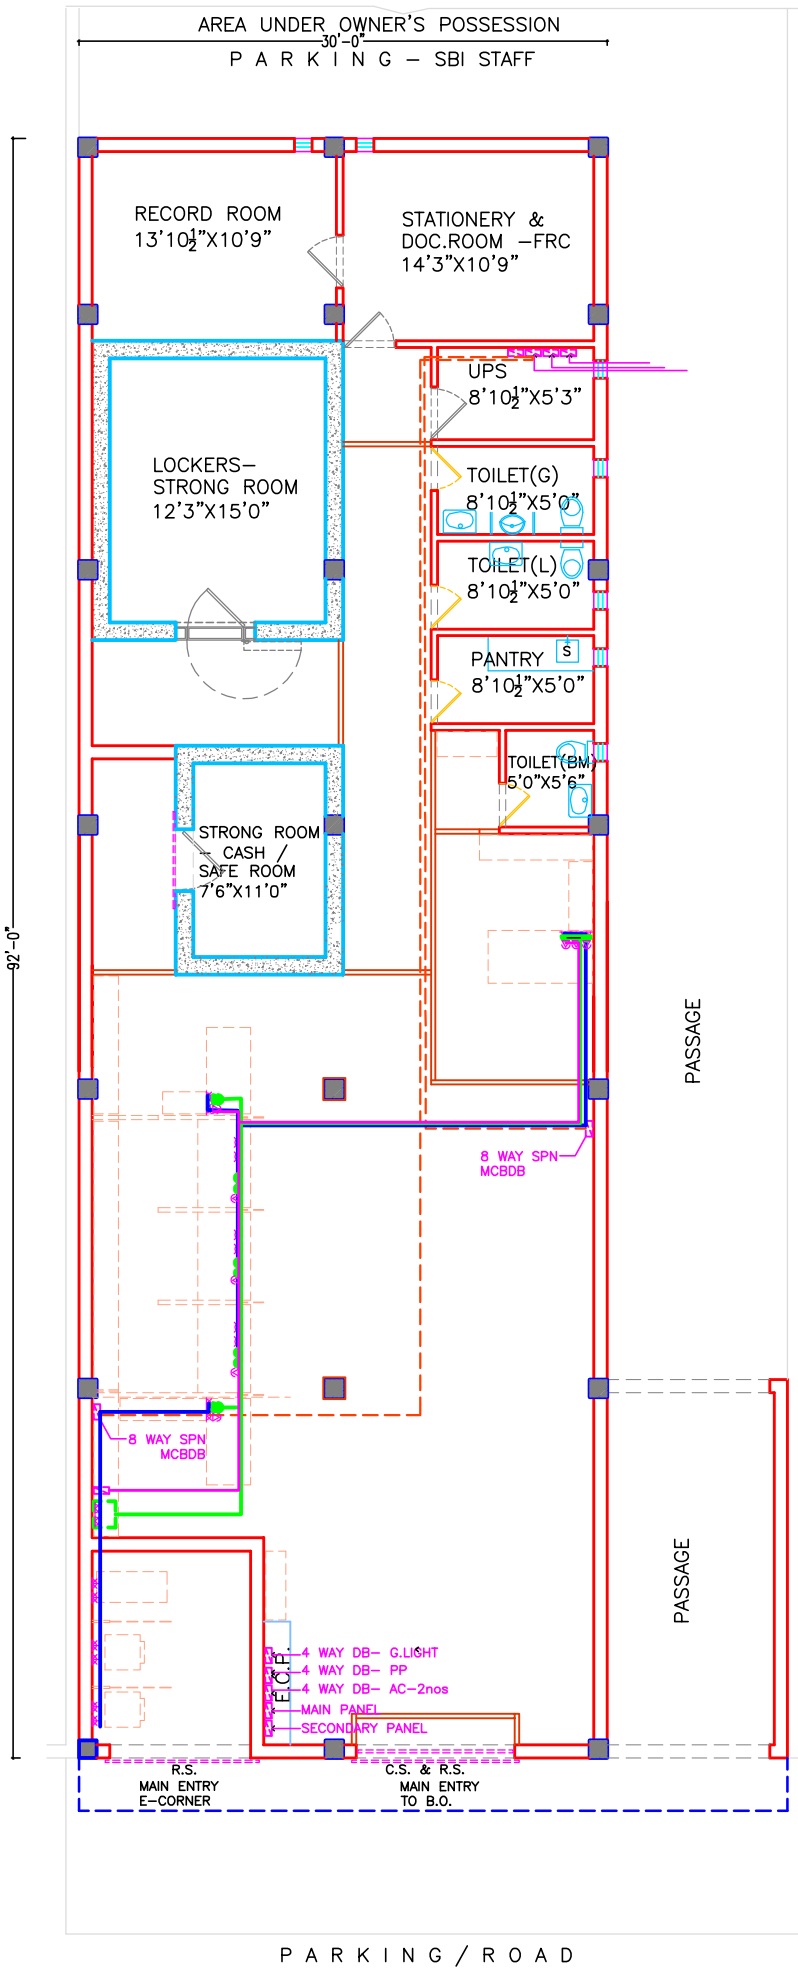 AREA UNDER OWNER'S POSSESSION
30'-0"
PARKING - SBI STAFF
RECORD ROOM
13'10½"X10'9"
STATIONERY &
DOC.ROOM -FRC
14'3"X10'9"
UPS
8'10½"X5'3"
LOCKERS-
STRONG ROOM
12'3"X15'0"
TOILET(G)
8'10½"X5'0"
TOILET(L)
8'10½"X5'0"
S
PANTRY
8'10½"X5'0"
TOILET(BM)
5'0"X5'6"
STRONG ROOM
- CASH /
SAFE ROOM
7'6"X11'0"
92'-0"
PASSAGE
8 WAY SPN
MCBDB
8 WAY SPN
MCBDB
PASSAGE
E.O.P.
4 WAY DB- G.LIGHT
4 WAY DB- PP
4 WAY DB- AC-2nos
MAIN PANEL
SECONDARY PANEL
R.S.
MAIN ENTRY
E-CORNER
C.S. & R.S.
MAIN ENTRY
TO B.O.
PARKING/ROAD